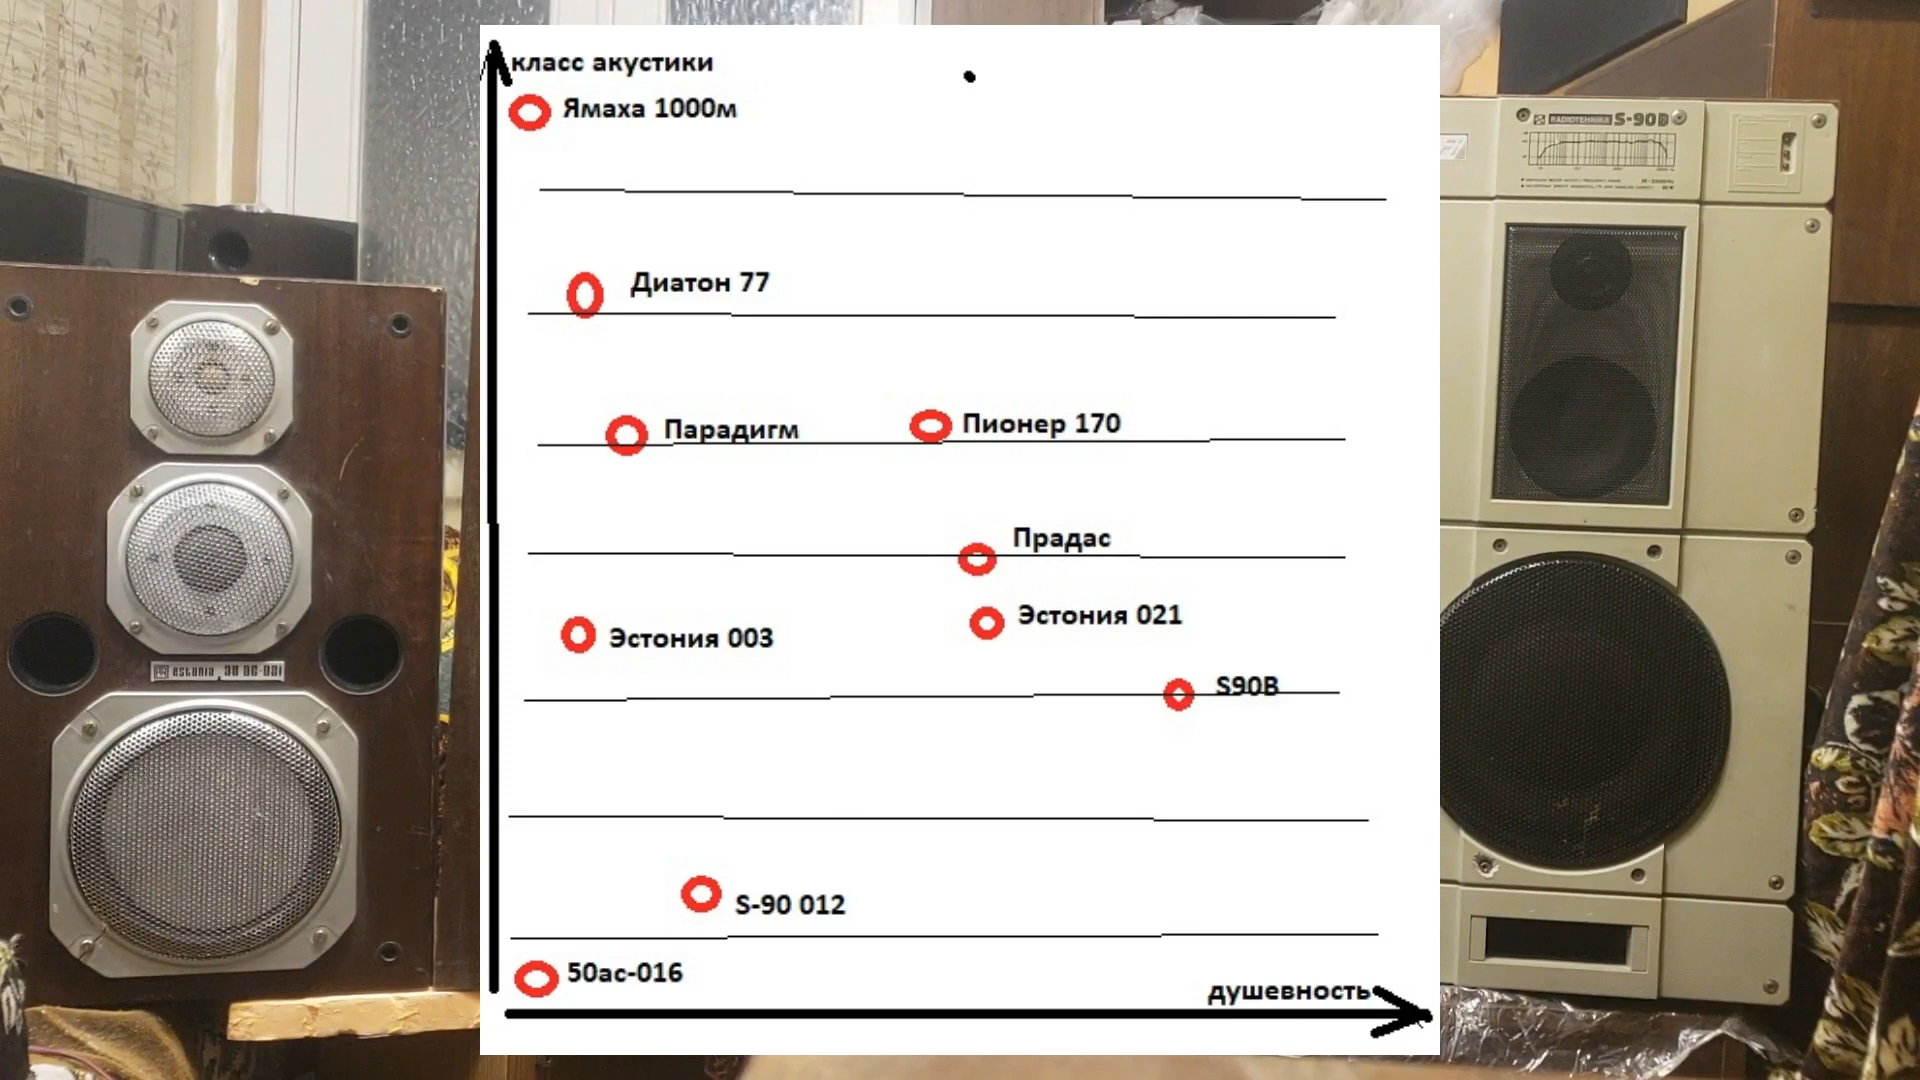 класс акустики
Ямаха 1000м
Диатон 77
Парадигм
Пионер 170
Прадас
Эстония 003
Эстония 021
S90B
S-90 012
50ас-016
душевность
estonia
RADIOTEHNIKA S-90B